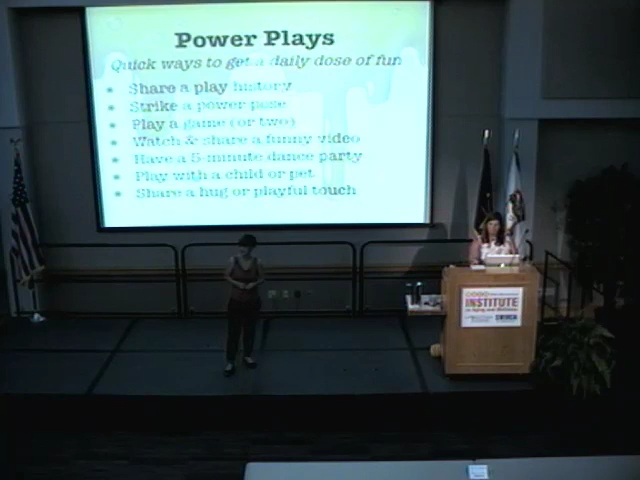 Power Plays
Quick ways to get a daily dose of fun
• Share a play history
• Strike a power pose
• Play a game (or two)
• Watch & share a funny video
• Have a 5-minute dance party
• Play with a child or pet
• Share a hug or playful touch
INSTITUTE